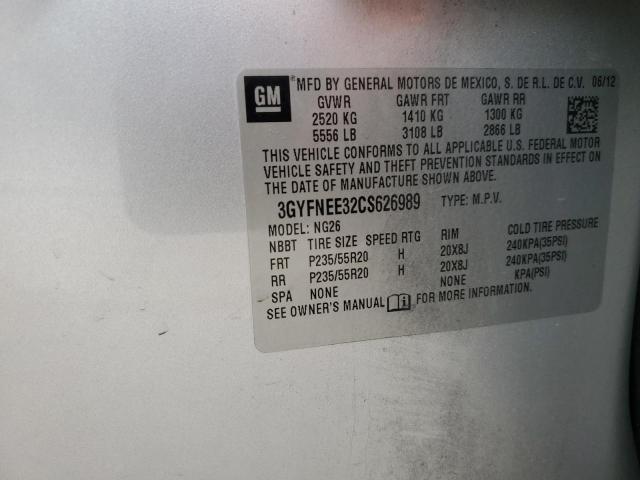 GM ® MFD BY GENERAL MOTORS DE MEXICO, S. DE R.L. DE C.V. 06/12
GVWR GAWR FRT GAWR RR
2520 KG 1410 KG 1300 KG
5556 LB 3108 LB 2866 LB
THIS VEHICLE CONFORMS TO ALL APPLICABLE U.S. FEDERAL MOTOR
VEHICLE SAFETY AND THEFT PREVENTION STANDARDS IN EFFECT ON
THE DATE OF MANUFACTURE SHOWN ABOVE.
3GYFNEE32CS626989 TYPE: M.P.V.
MODEL: NG26
NBBT TIRE SIZE SPEED RTG RIM COLD TIRE PRESSURE
FRT P235/55R20 H 20X8J 240KPA(35PSI)
RR P235/55R20 H 20X8J 240KPA(35PSI)
SPA NONE NONE KPA(PSI)
SEE OWNER'S MANUAL i FOR MORE INFORMATION.